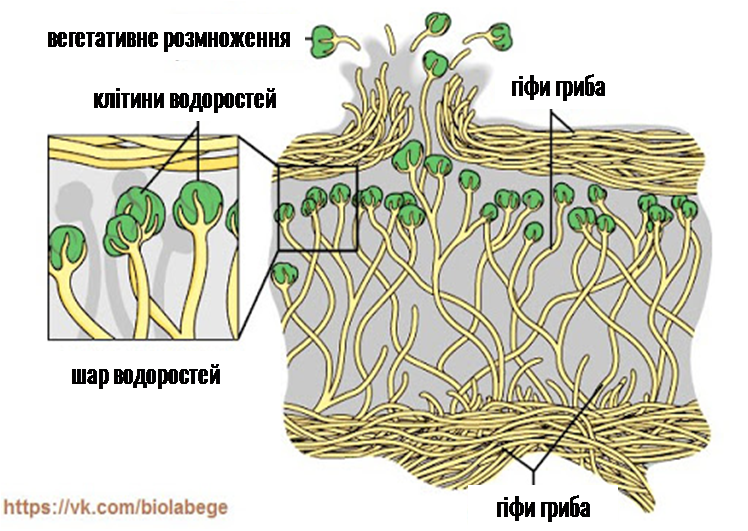 вегетативне розмноження
клітини водоростей
гіфи гриба
шар водоростей
гіфи гриба
https://vk.com/biolabege